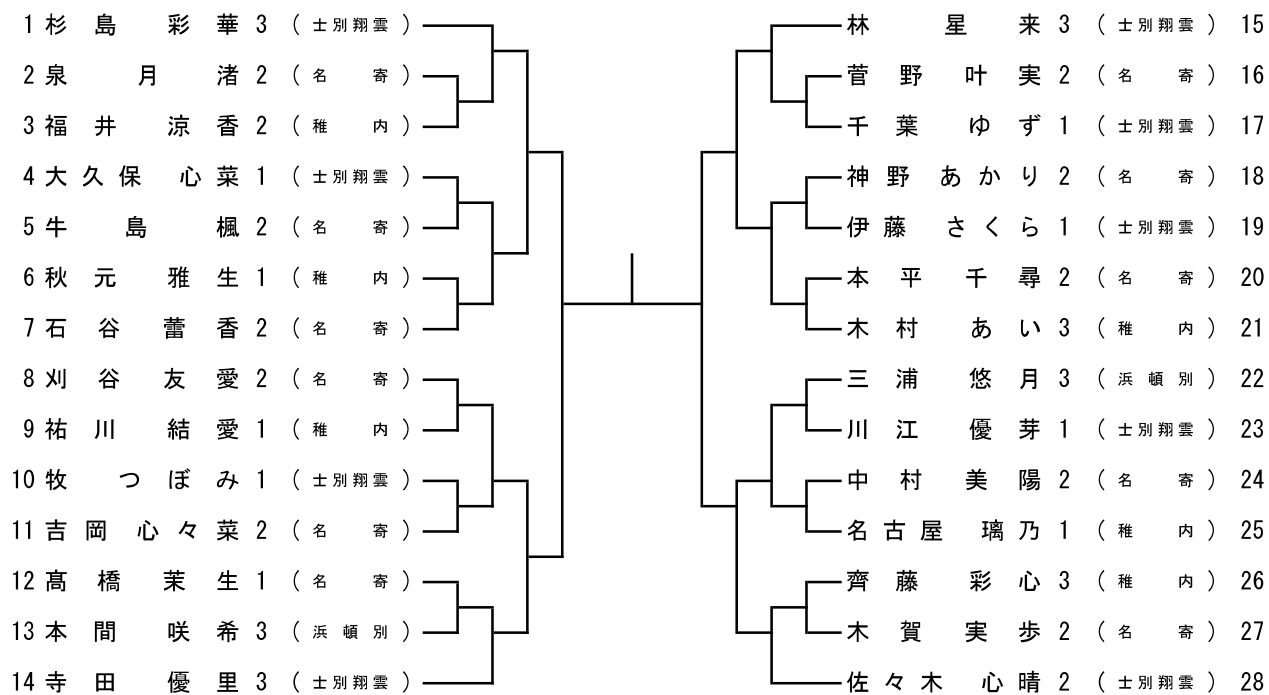 1 杉島 彩華 3 (士別翔雲)
2 泉 月渚 2 (名寄)
3 福井 涼香 2 (稚内)
4 大久保 心菜 1 (士別翔雲)
5 牛島 楓 2 (名寄)
6 秋元 雅生 1 (稚内)
7 石谷 蕾香 2 (名寄)
8 刈谷 友愛 2 (名寄)
9 祐川 結愛 1 (稚内)
10 牧 つぼみ 1 (士別翔雲)
11 吉岡 心々菜 2 (名寄)
12 髙橋 茉生 1 (名寄)
13 本間 咲希 3 (浜頓別)
14 寺田 優里 3 (士別翔雲)
林 星来 3 (士別翔雲) 15
菅野 叶実 2 (名寄) 16
千葉 ゆず 1 (士別翔雲) 17
神野 あかり 2 (名寄) 18
伊藤 さくら 1 (士別翔雲) 19
本平 千尋 2 (名寄) 20
木村 あい 3 (稚内) 21
三浦 悠月 3 (浜頓別) 22
川江 優芽 1 (士別翔雲) 23
中村 美陽 2 (名寄) 24
名古屋 璃乃 1 (稚内) 25
齊藤 彩心 3 (稚内) 26
木賀 実歩 2 (名寄) 27
佐々木 心晴 2 (士別翔雲) 28